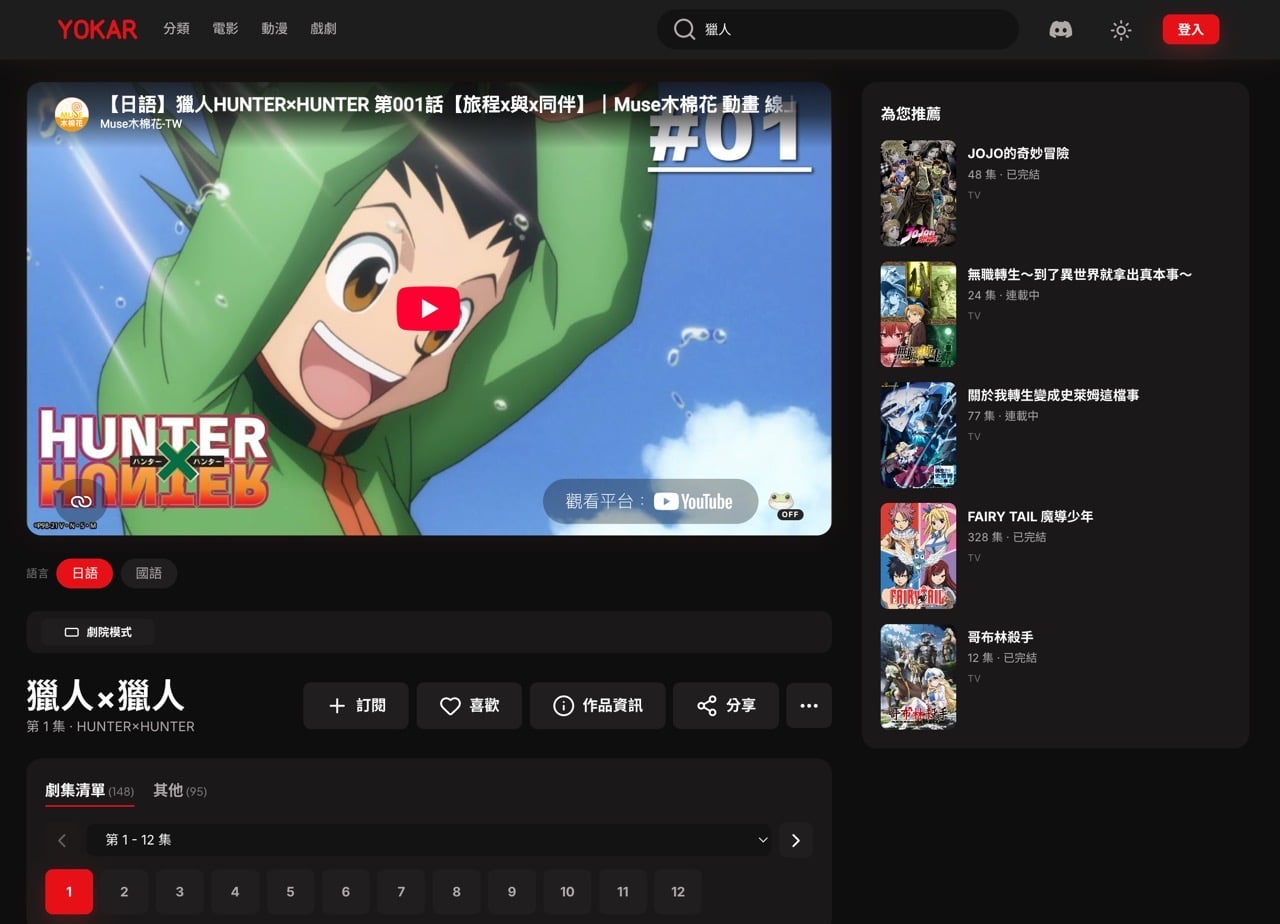 YOKAR 分類 電影 動漫 戲劇 獵人 登入
【日語】獵人HUNTER×HUNTER 第001話【旅程x與x同伴】｜Muse木棉花 動畫 線上
Muse木棉花-TW
#01
HUNTER
ハンター×ハンター
HUNTER
觀看平台： YouTube
OFF
語言 日語 國語
劇院模式
獵人×獵人
第 1 集 · HUNTER×HUNTER
訂閱 喜歡 作品資訊 分享
劇集清單 (148) 其他 (95)
第 1 - 12 集
1 2 3 4 5 6 7 8 9 10 11 12
為您推薦
JOJO的奇妙冒險
48 集 · 已完結
TV
無職轉生～到了異世界就拿出真本事～
24 集 · 連載中
TV
關於我轉生變成史萊姆這檔事
77 集 · 連載中
TV
FAIRY TAIL
FAIRY TAIL 魔導少年
328 集 · 已完結
TV
哥布林殺手
12 集 · 已完結
TV